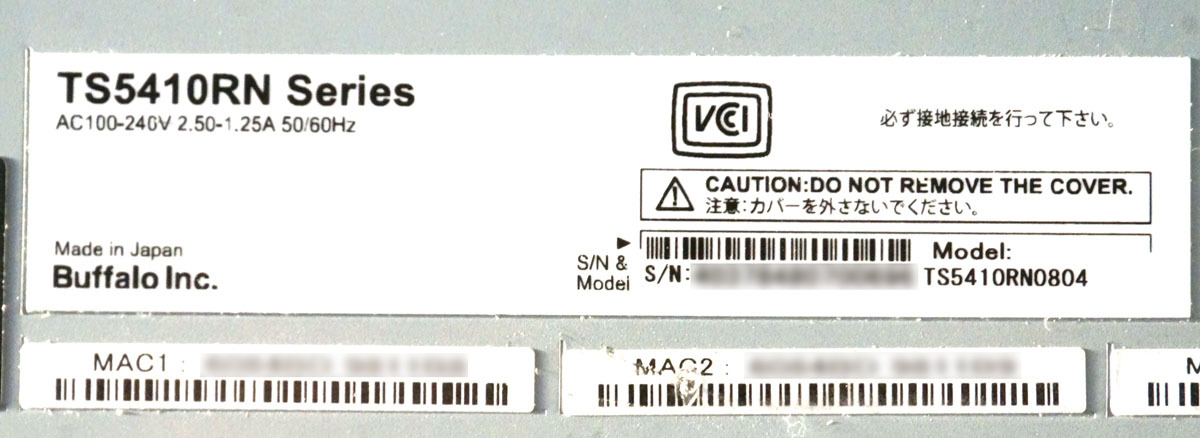 TS5410RN Series
AC100-240V 2.50-1.25A 50/60Hz
VCCI
必ず接地接続を行って下さい。
CAUTION:DO NOT REMOVE THE COVER.
注意:カバーを外さないでください。
Made in Japan
Buffalo Inc.
S/N & Model
S/N:
Model:
TS5410RN0804
MAC1 :
MAC2 :
M